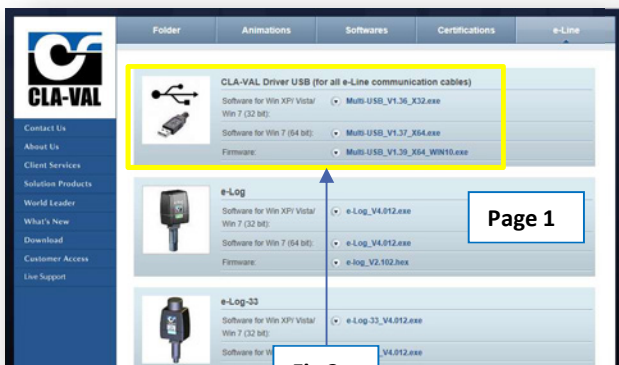 Folder Animations Softwares Certifications e-Line
CLA-VAL
Contact Us
About Us
Client Services
Solution Products
World Leader
What's New
Download
Customer Access
Live Support
CLA-VAL Driver USB (for all e-Line communication cables)
Software for Win XP/ Vista/ Multi-USB_V1.36_X32.exe
Win 7 (32 bit):
Software for Win 7 (64 bit): Multi-USB_V1.37_X64.exe
Firmware: Multi-USB_V1.39_X64_WIN10.exe
e-Log
Software for Win XP/ Vista/ e-Log_V4.012.exe
Win 7 (32 bit):
Software for Win 7 (64 bit): e-Log_V4.012.exe
Firmware: e-log_V2.102.hex
Page 1
e-Log-33
Software for Win XP/ Vista/ e-Log-33_V4.012.exe
Win 7 (32 bit):
Software for V4.012.exe